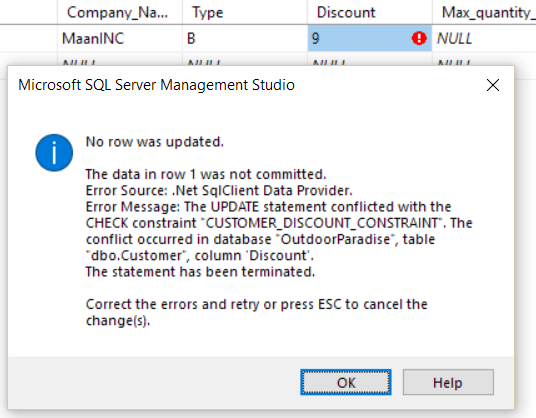 Company_Na... Type Discount Max_quantity_
MaanINC B 9 NULL
NULL NULL NULL NULL
Microsoft SQL Server Management Studio
No row was updated.
The data in row 1 was not committed.
Error Source: .Net SqlClient Data Provider.
Error Message: The UPDATE statement conflicted with the
CHECK constraint "CUSTOMER_DISCOUNT_CONSTRAINT". The
conflict occurred in database "OutdoorParadise", table
"dbo.Customer", column 'Discount'.
The statement has been terminated.
Correct the errors and retry or press ESC to cancel the
change(s).
OK Help